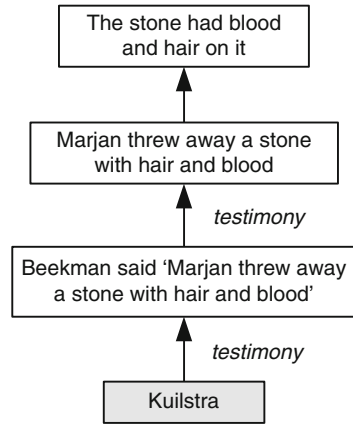 The stone had blood
and hair on it
Marjan threw away a stone
with hair and blood
testimony
Beekman said ‘Marjan threw away
a stone with hair and blood’
testimony
Kuilstra